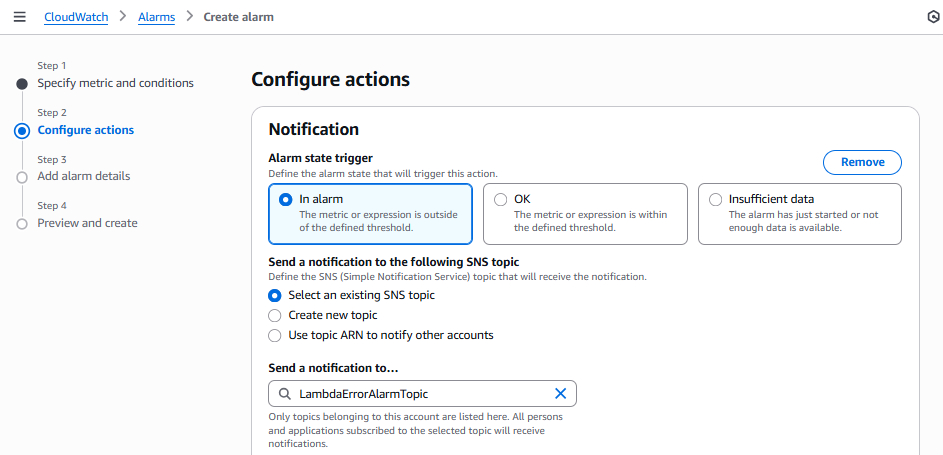 CloudWatch > Alarms > Create alarm
Step 1
Specify metric and conditions
Step 2
Configure actions
Step 3
Add alarm details
Step 4
Preview and create
Configure actions
Notification
Alarm state trigger
Define the alarm state that will trigger this action.
Remove
In alarm
The metric or expression is outside
of the defined threshold.
OK
The metric or expression is within
the defined threshold.
Insufficient data
The alarm has just started or not
enough data is available.
Send a notification to the following SNS topic
Define the SNS (Simple Notification Service) topic that will receive the notification.
Select an existing SNS topic
Create new topic
Use topic ARN to notify other accounts
Send a notification to...
LambdaErrorAlarmTopic
Only topics belonging to this account are listed here. All persons
and applications subscribed to the selected topic will receive
notifications.